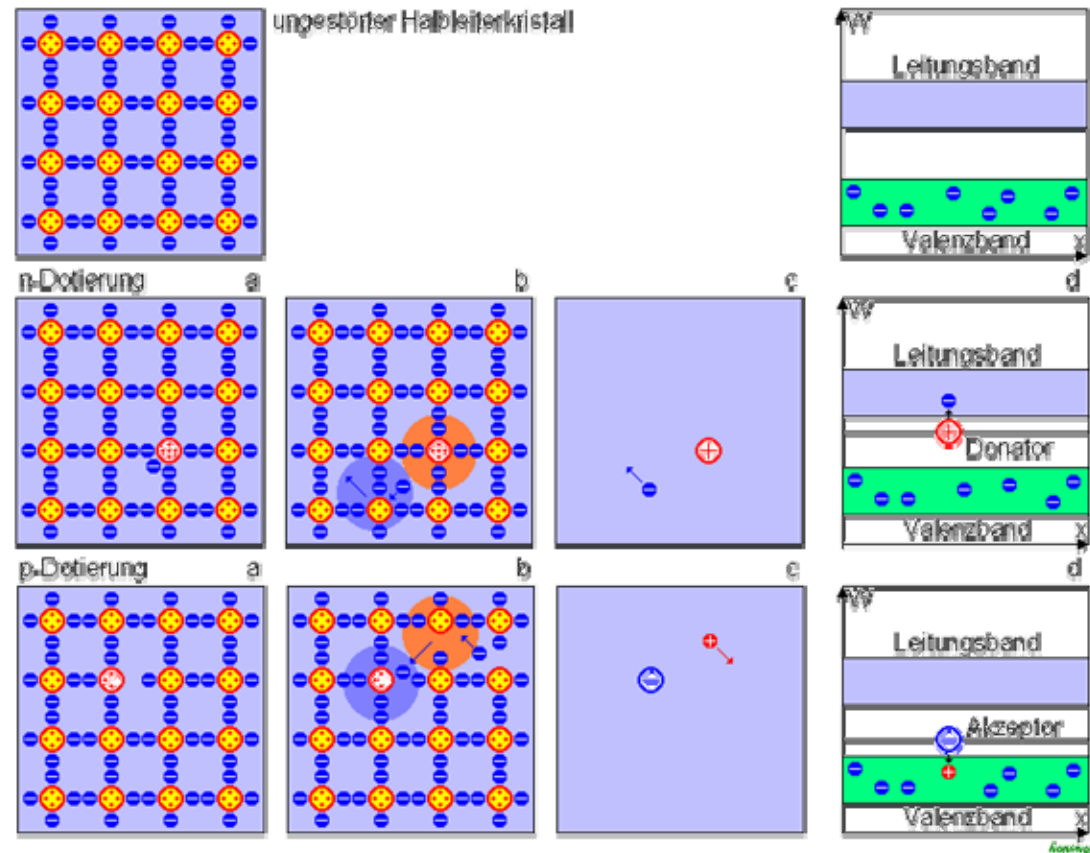 ungestörter Halbleiterkristall
W
Leitungsband
Valenzband x
n-Dotierung a b c d
W
Leitungsband
Donator
Valenzband x
p-Dotierung a b c d
W
Leitungsband
Akzeptor
Valenzband x